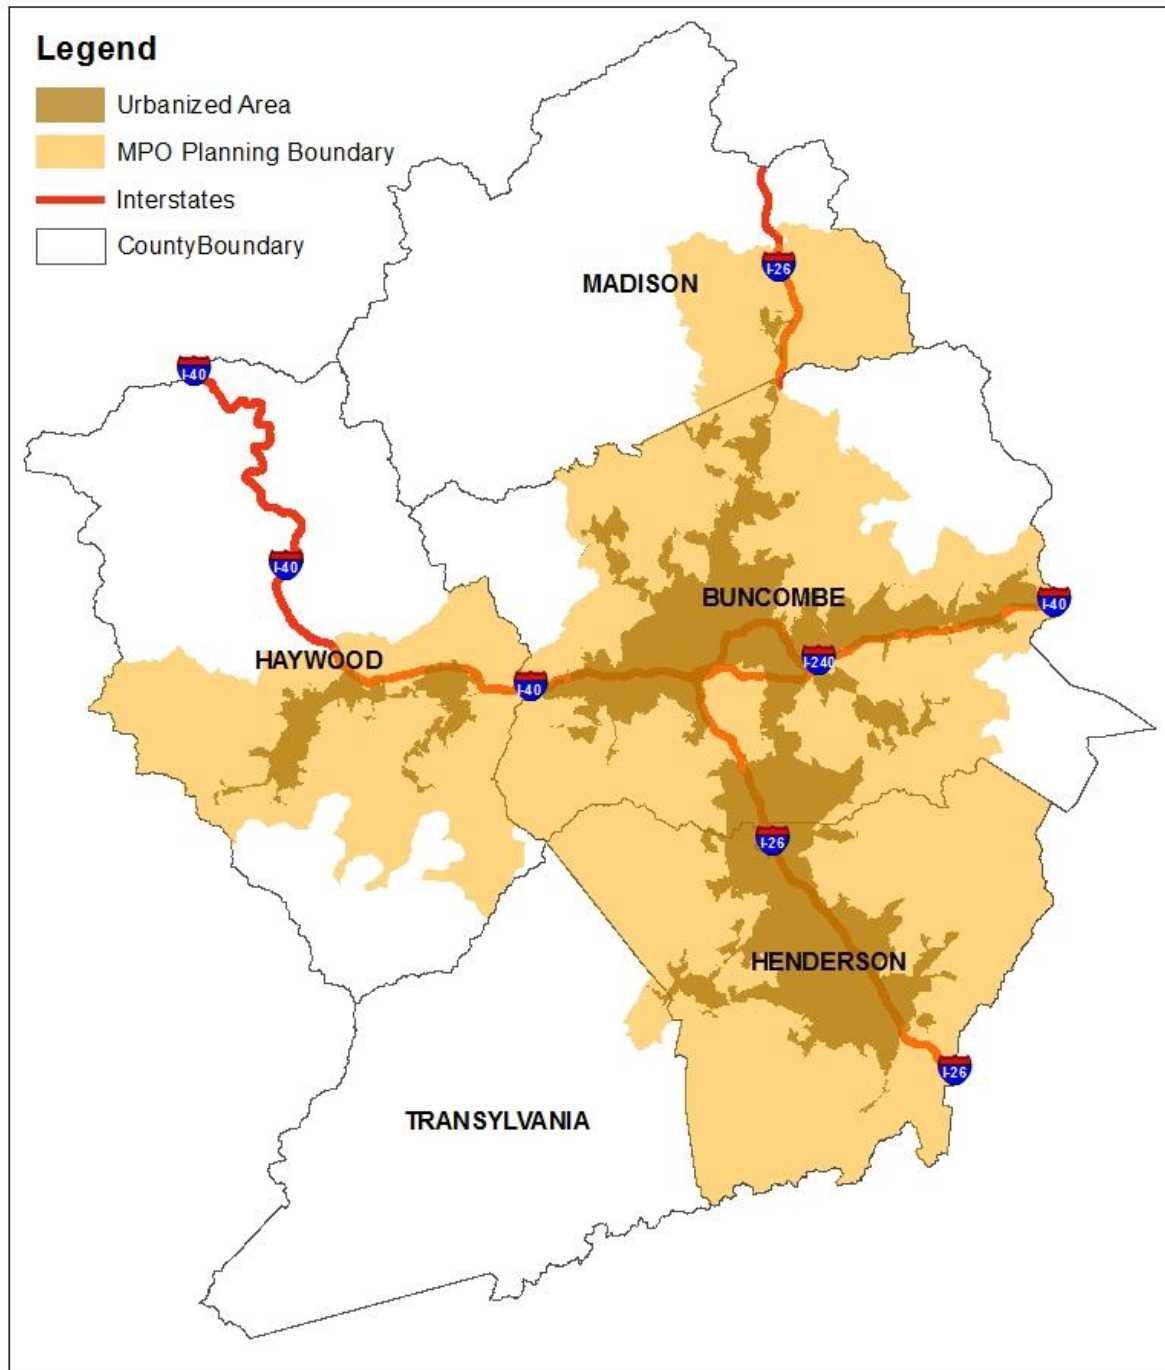 Legend
Urbanized Area
MPO Planning Boundary
Interstates
CountyBoundary
I-26
MADISON
I-40
I-40
BUNCOMBE
I-40
HAYWOOD
I-240
I-40
I-26
HENDERSON
I-26
TRANSYLVANIA